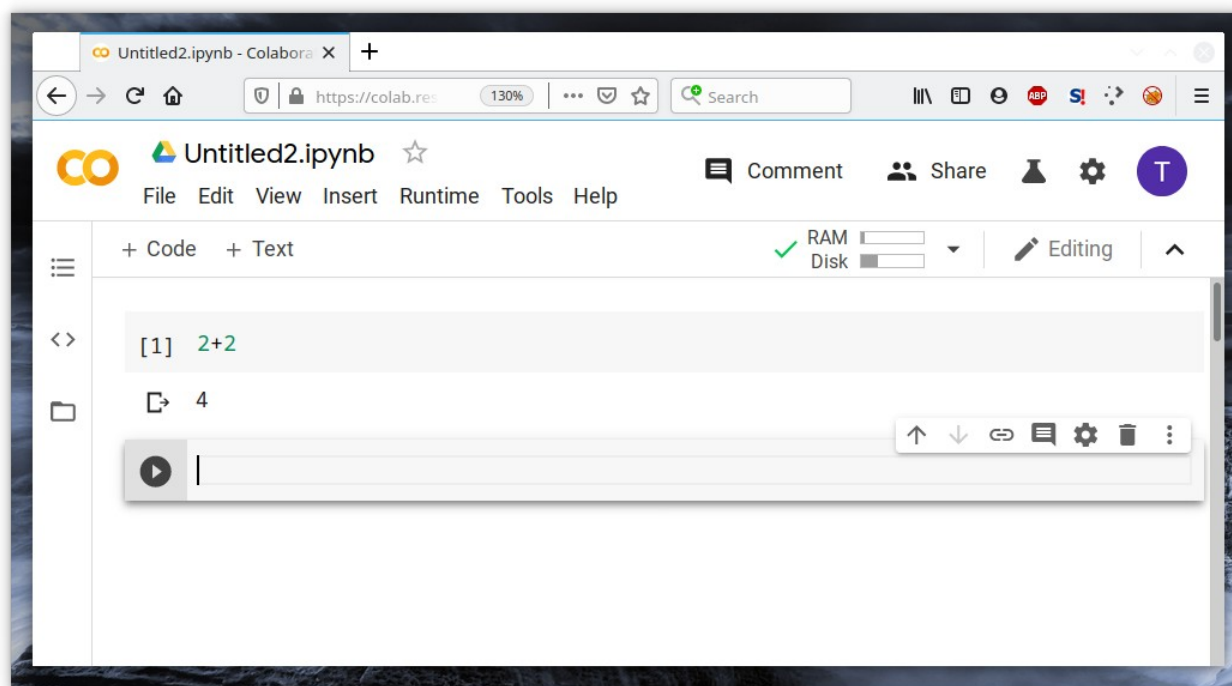 Untitled2.ipynb - Colabora
https://colab.res 130% Search ABP S!
CO Untitled2.ipynb Comment Share T
File Edit View Insert Runtime Tools Help
+ Code + Text RAM Disk Editing
[1] 2+2
4